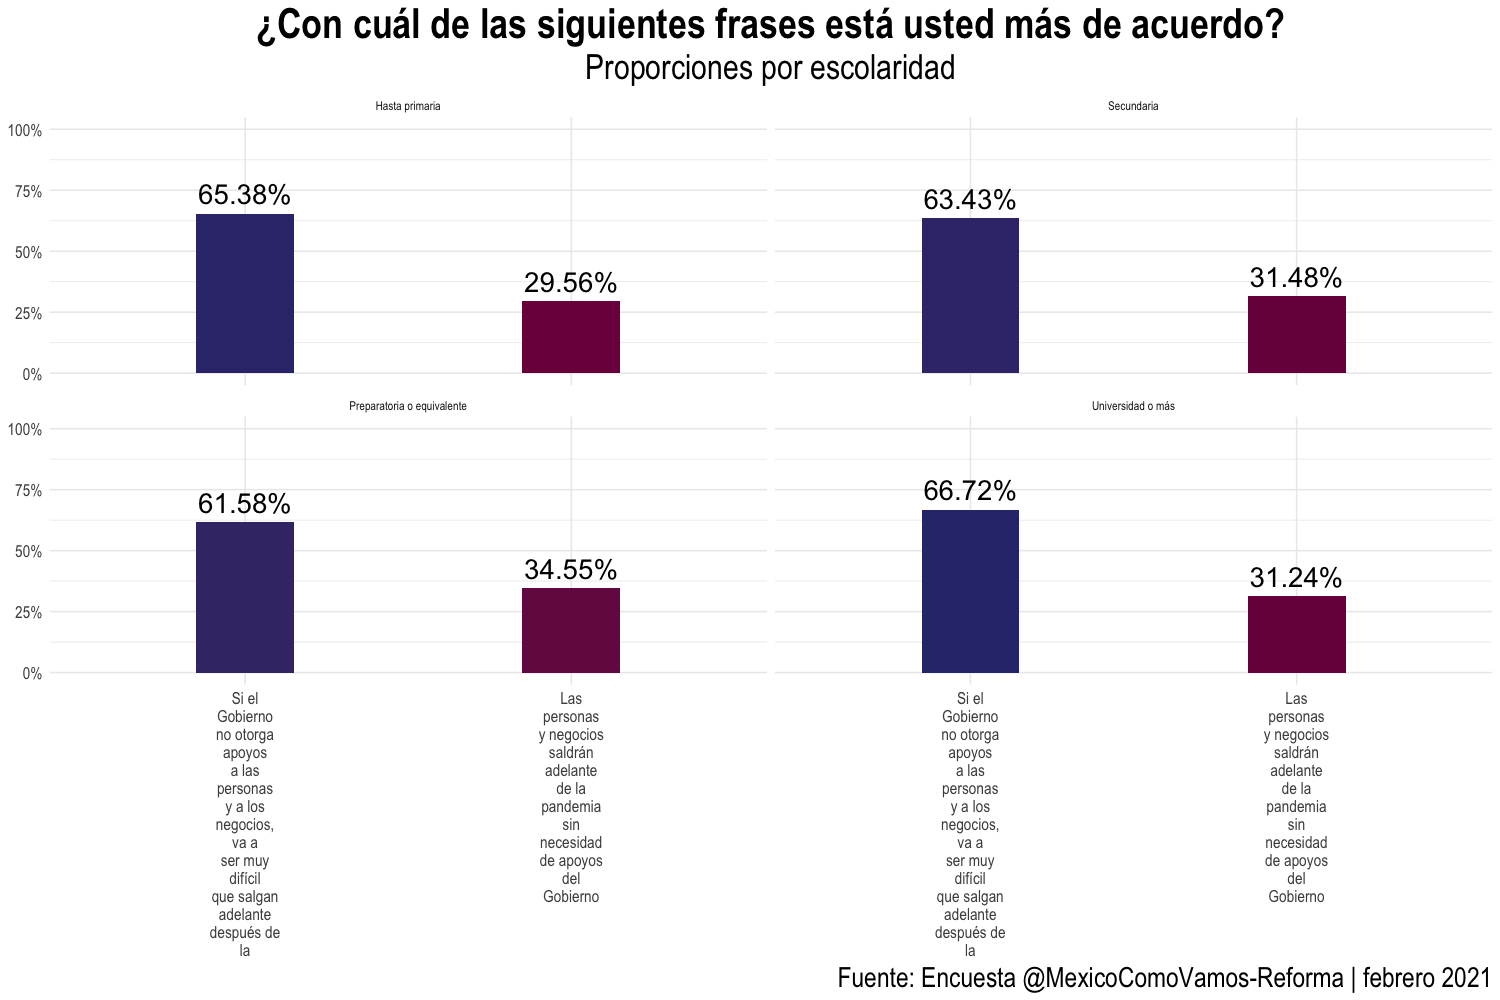 ¿Con cuál de las siguientes frases está usted más de acuerdo?
Proporciones por escolaridad
Hasta primaria
100%
75%
50%
25%
0%
65.38%
29.56%
Secundaria
63.43%
31.48%
Preparatoria o equivalente
100%
75%
50%
25%
0%
61.58%
34.55%
Universidad o más
66.72%
31.24%
Si el
Gobierno
no otorga
apoyos
a las
personas
y a los
negocios,
va a
ser muy
difícil
que salgan
adelante
después de
la
Las
personas
y negocios
saldrán
adelante
de la
pandemia
sin
necesidad
de apoyos
del
Gobierno
Si el
Gobierno
no otorga
apoyos
a las
personas
y a los
negocios,
va a
ser muy
difícil
que salgan
adelante
después de
la
Las
personas
y negocios
saldrán
adelante
de la
pandemia
sin
necesidad
de apoyos
del
Gobierno
Fuente: Encuesta @MexicoComoVamos-Reforma | febrero 2021